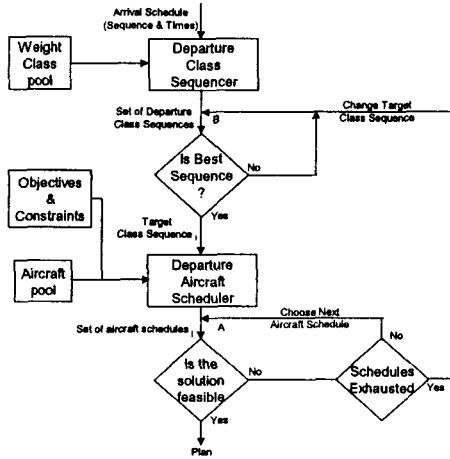 Arrival Schedule
(Sequence & Times)
Weight
Class
pool
Departure
Class
Sequencer
Set of Departure
Class Sequences
B
Change Target
Class Sequence
Is Best
Sequence
?
No
Yes
Objectives
&
Constraints
Target
Class Sequence i
Aircraft
pool
Departure
Aircraft
Scheduler
Set of aircraft schedules i
A
Choose Next
Aircraft Schedule
Is the
solution
feasible
No
No
Schedules
Exhausted
Yes
Yes
Plan